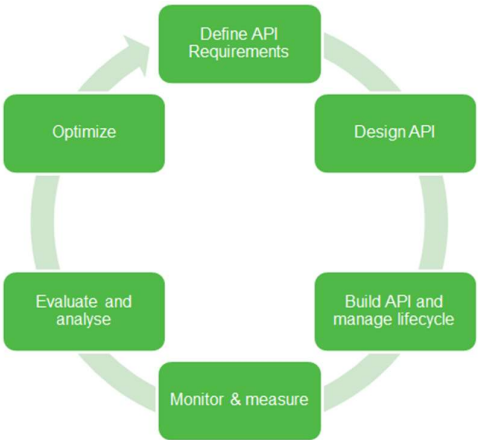 Define API
Requirements
Design API
Build API and
manage lifecycle
Monitor & measure
Evaluate and
analyse
Optimize